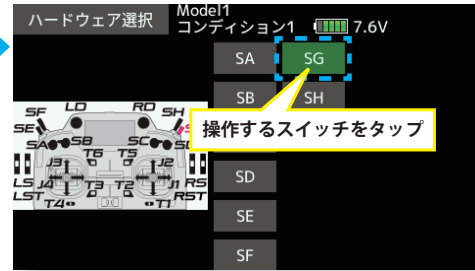 ハードウェア選択
Model1
コンディション1 7.6V
SA SG
SB SH
操作するスイッチをタップ
SD
SE
SF
SF LD RD SH
SE
SA SB SC
T6 T5
J3 J2
LS J4 T3 T2 J1 RS
LST RST
T4 T1